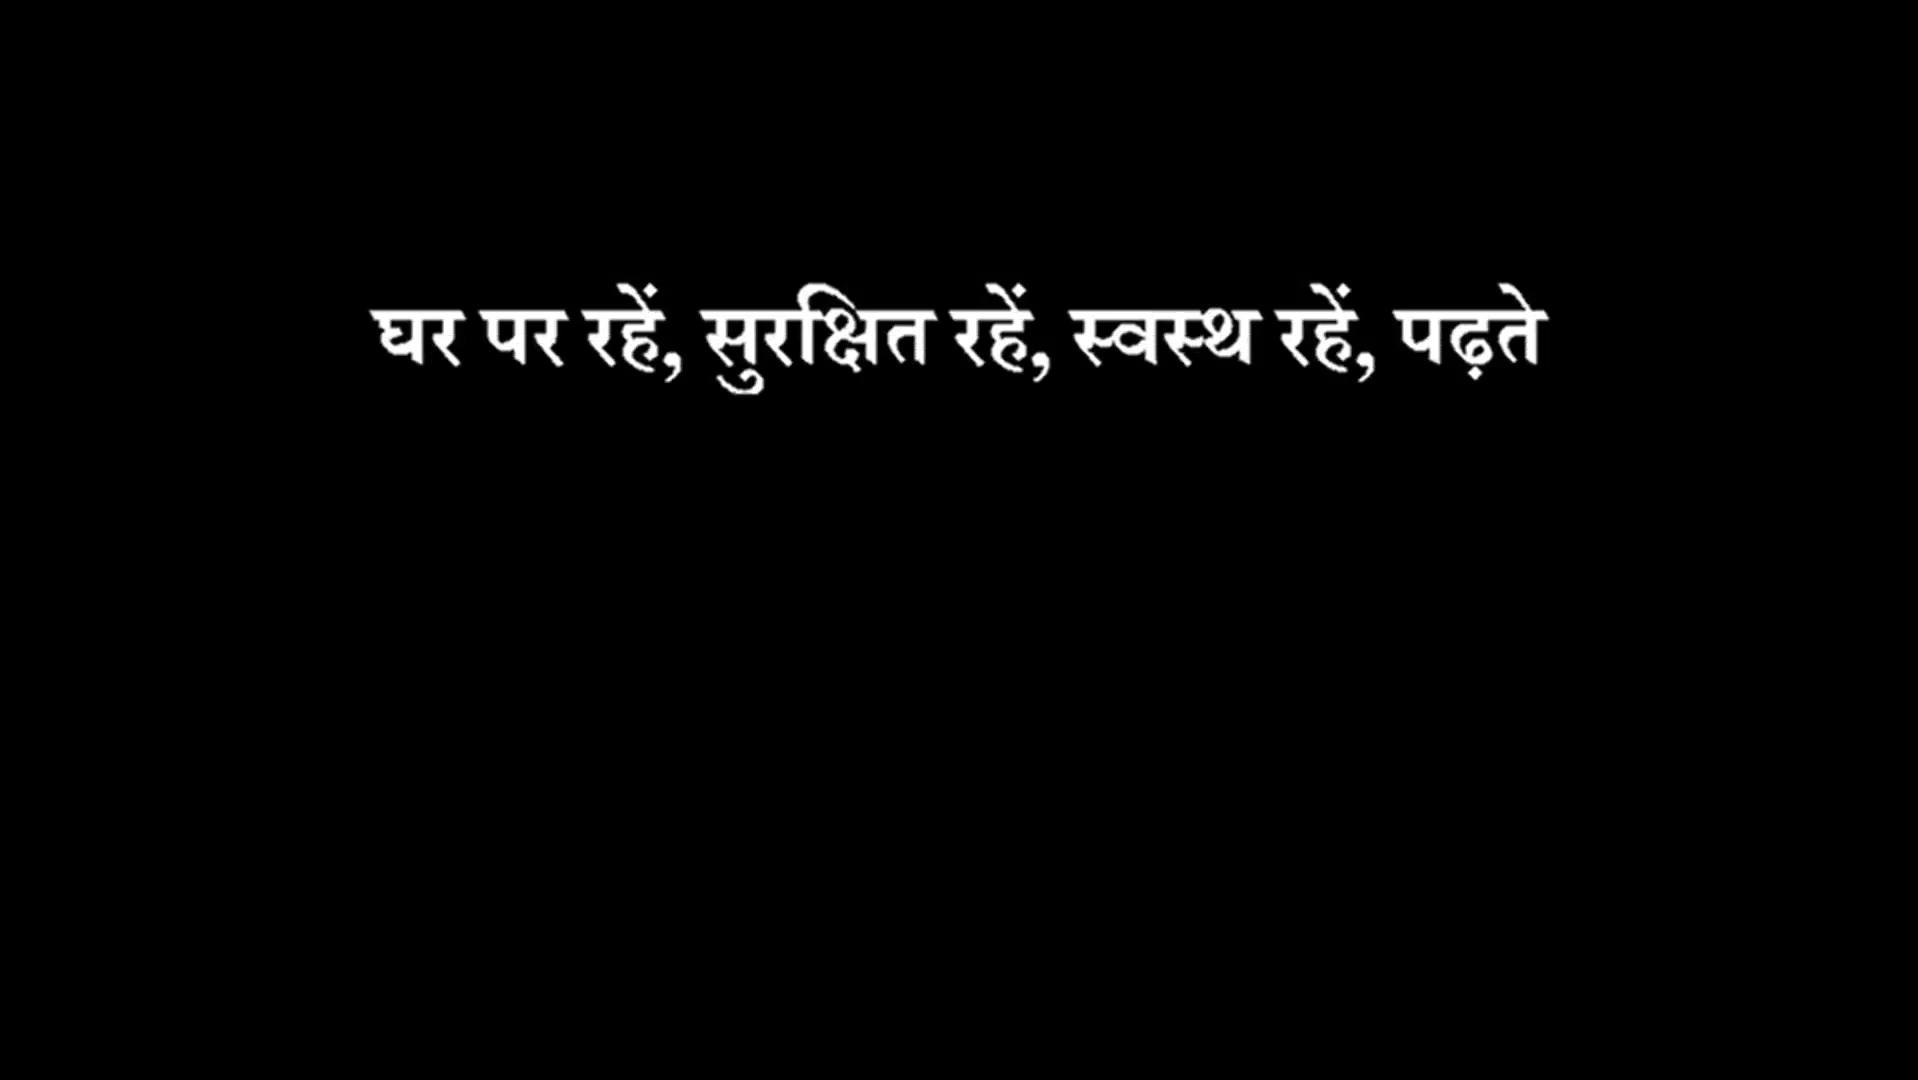 घर पर रहें, सुरक्षित रहें, स्वस्थ रहें, पढ़ते